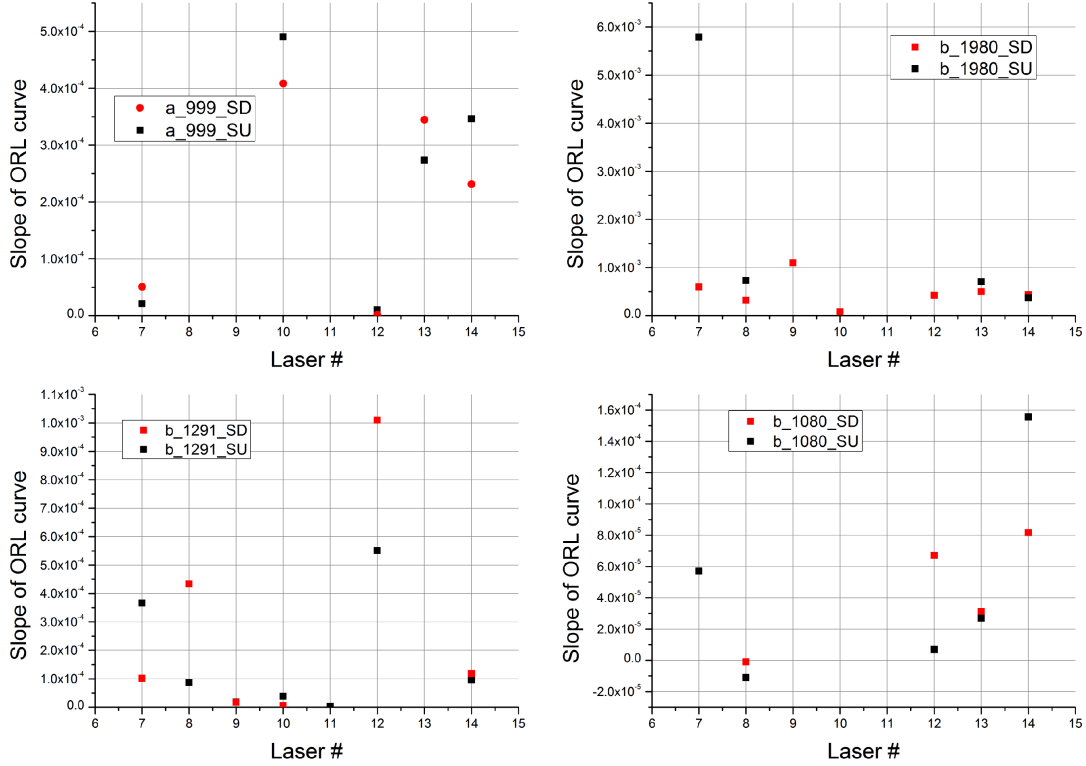 5.0x10⁻⁴
4.0x10⁻⁴
3.0x10⁻⁴
2.0x10⁻⁴
1.0x10⁻⁴
0.0
Slope of ORL curve
a_999_SD
a_999_SU
6 7 8 9 10 11 12 13 14 15
Laser #
6.0x10⁻³
5.0x10⁻³
4.0x10⁻³
3.0x10⁻³
2.0x10⁻³
1.0x10⁻³
0.0
Slope of ORL curve
b_1980_SD
b_1980_SU
6 7 8 9 10 11 12 13 14 15
Laser #
1.1x10⁻³
1.0x10⁻³
9.0x10⁻⁴
8.0x10⁻⁴
7.0x10⁻⁴
6.0x10⁻⁴
5.0x10⁻⁴
4.0x10⁻⁴
3.0x10⁻⁴
2.0x10⁻⁴
1.0x10⁻⁴
0.0
Slope of ORL curve
b_1291_SD
b_1291_SU
6 7 8 9 10 11 12 13 14 15
Laser #
1.6x10⁻⁴
1.4x10⁻⁴
1.2x10⁻⁴
1.0x10⁻⁴
8.0x10⁻⁵
6.0x10⁻⁵
4.0x10⁻⁵
2.0x10⁻⁵
0.0
-2.0x10⁻⁵
Slope of ORL curve
b_1080_SD
b_1080_SU
6 7 8 9 10 11 12 13 14 15
Laser #